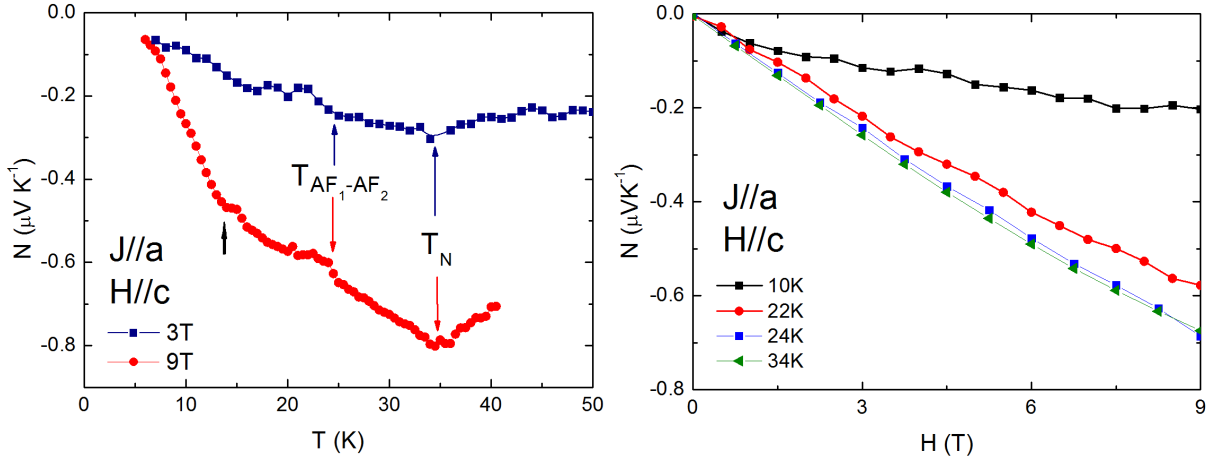 0.0
-0.2
-0.4
-0.6
-0.8
N (μV K⁻¹)
T_AF₁-AF₂
T_N
J//a
H//c
3T
9T
0 10 20 30 40 50
T (K)
0.0
-0.2
-0.4
-0.6
-0.8
N (μVK⁻¹)
J//a
H//c
10K
22K
24K
34K
0 3 6 9
H (T)